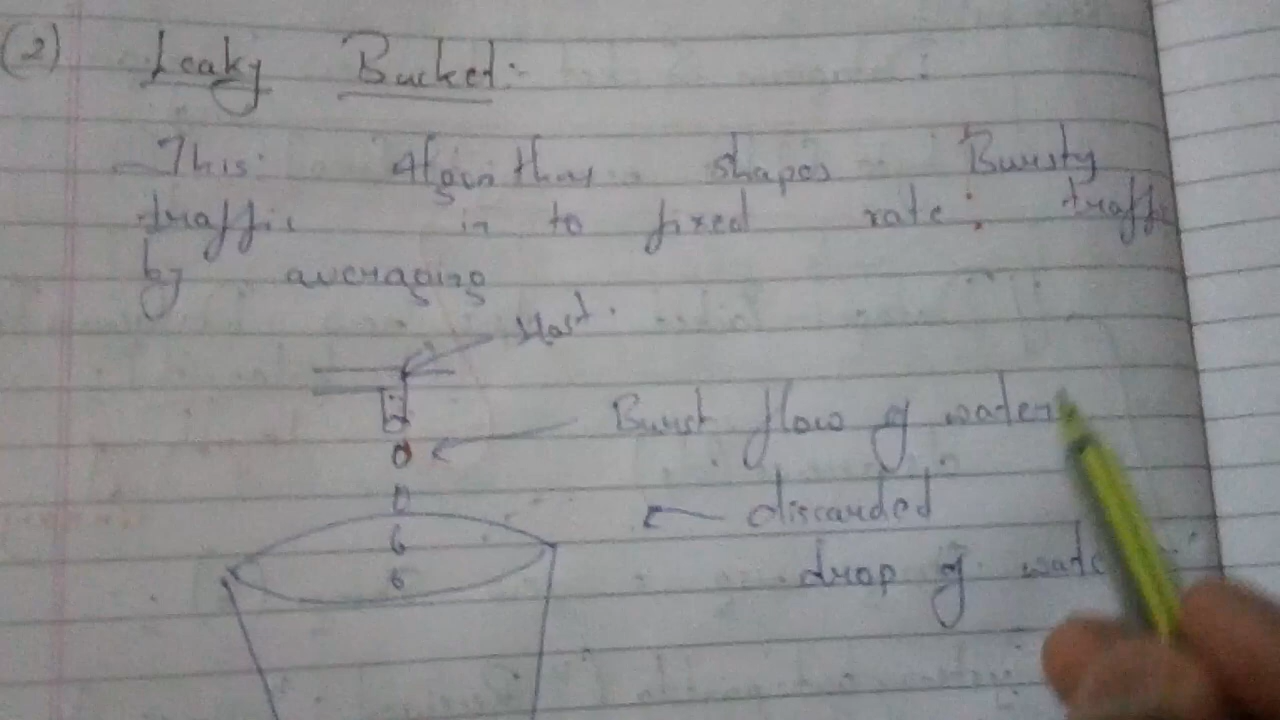 (2) Leaky Bucket:
This Algorithm shapes Bursty
traffic in to fixed rate: traffic
by averaging
Host.
Burst flow of water
discarded
drop of water